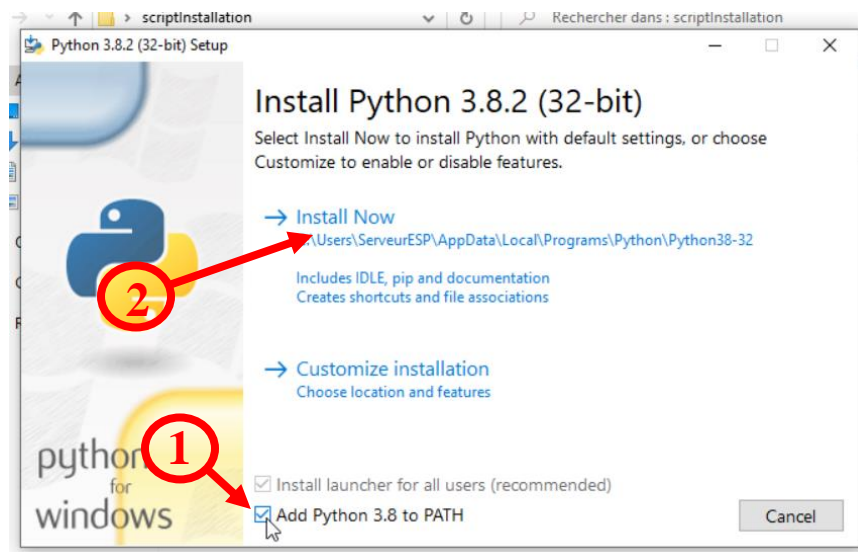 scriptInstallation
Rechercher dans : scriptInstallation
Python 3.8.2 (32-bit) Setup
Install Python 3.8.2 (32-bit)
Select Install Now to install Python with default settings, or choose
Customize to enable or disable features.
Install Now
:\Users\ServeurESP\AppData\Local\Programs\Python\Python38-32
Includes IDLE, pip and documentation
Creates shortcuts and file associations
2
Customize installation
Choose location and features
1
python
for
windows
Install launcher for all users (recommended)
Add Python 3.8 to PATH
Cancel